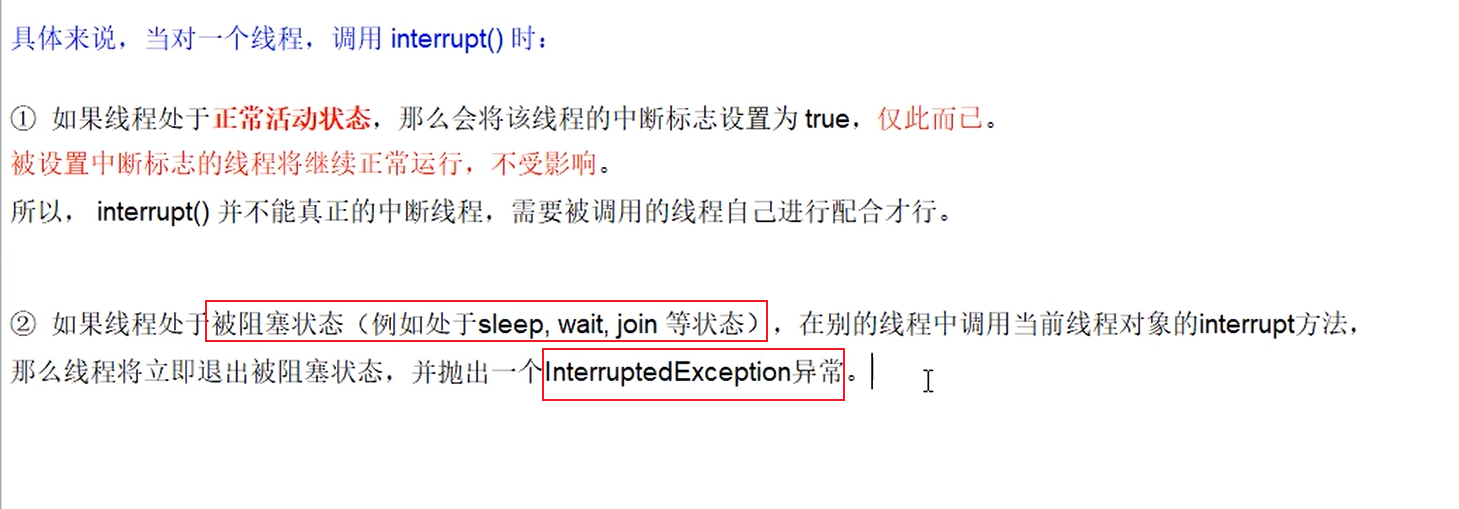 具体来说，当对一个线程，调用 interrupt() 时：
① 如果线程处于正常活动状态，那么会将该线程的中断标志设置为 true，仅此而已。
被设置中断标志的线程将继续正常运行，不受影响。
所以， interrupt() 并不能真正的中断线程，需要被调用的线程自己进行配合才行。
② 如果线程处于被阻塞状态（例如处于sleep, wait, join 等状态），在别的线程中调用当前线程对象的interrupt方法，
那么线程将立即退出被阻塞状态，并抛出一个InterruptedException异常。